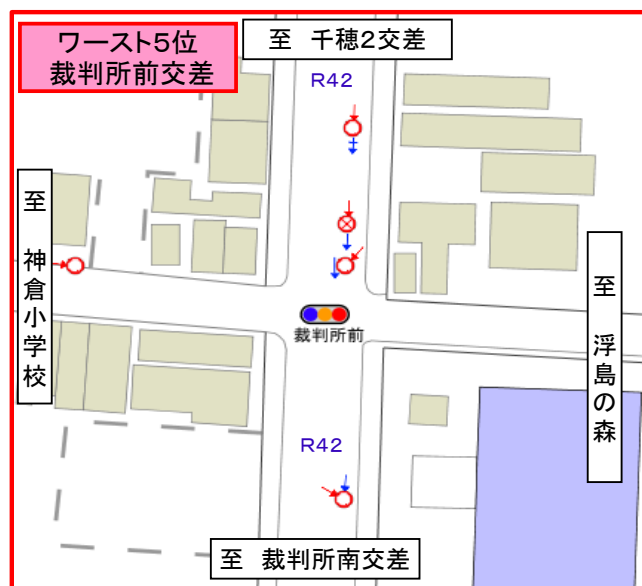 ワースト5位
裁判所前交差
至 千穂2交差
R42
至 神倉小学校
至 浮島の森
裁判所前
R42
至 裁判所南交差